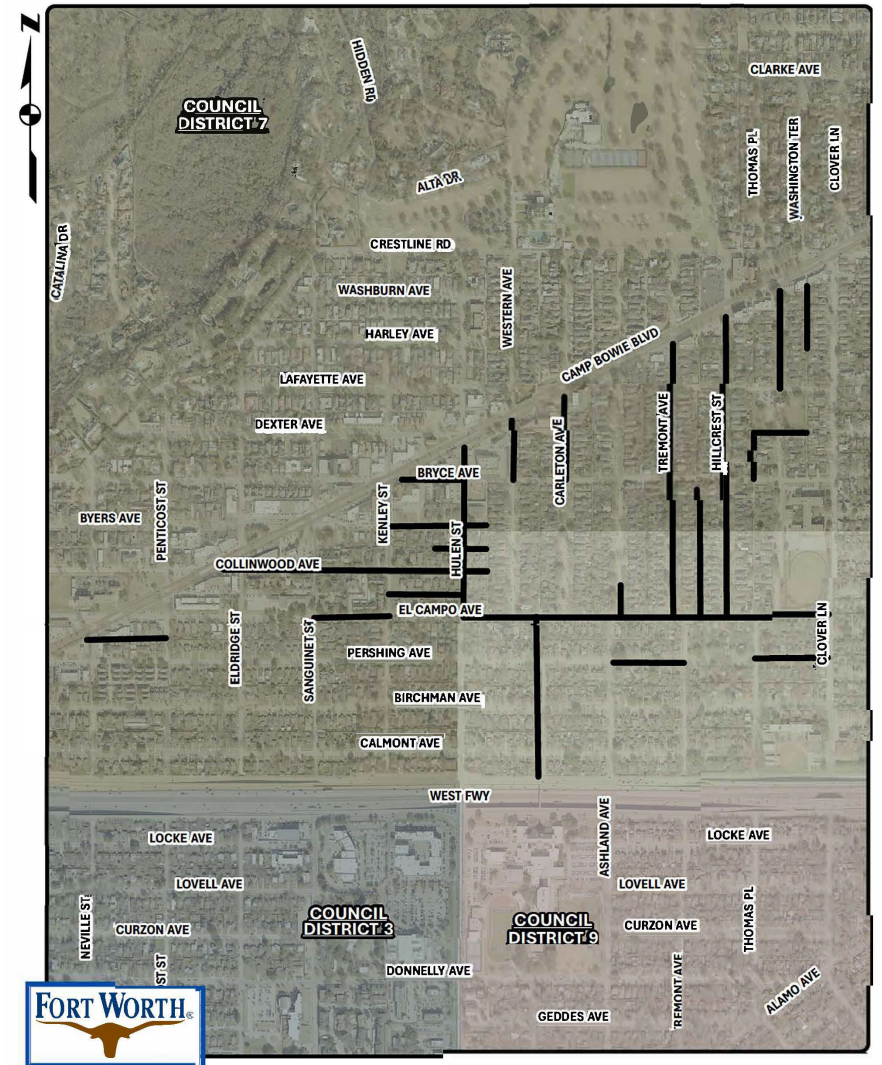 N
HIDDEN RD
CLARKE AVE
COUNCIL
DISTRICT 7
THOMAS PL
WASHINGTON TER
CLOVER LN
ALTA DR
CATALINA DR
CRESTLINE RD
WASHBURN AVE
WESTERN AVE
HARLEY AVE
CAMP BOWIE BLVD
LAFAYETTE AVE
DEXTER AVE
CARLETON AVE
TREMONT AVE
HILLCREST ST
BRYCE AVE
PENTICOST ST
KENLEY ST
BYERS AVE
HULEN ST
COLLINWOOD AVE
EL CAMPO AVE
ELDRIDGE ST
SANGUINET ST
CLOVER LN
PERSHING AVE
BIRCHMAN AVE
CALMONT AVE
WEST FWY
ASHLAND AVE
LOCKE AVE
LOCKE AVE
LOVELL AVE
LOVELL AVE
NEVILLE ST
COUNCIL
DISTRICT 3
COUNCIL
DISTRICT 9
THOMAS PL
CURZON AVE
CURZON AVE
ST ST
DONNELLY AVE
REMONT AVE
ALAMO AVE
GEDDES AVE
FORT WORTH®